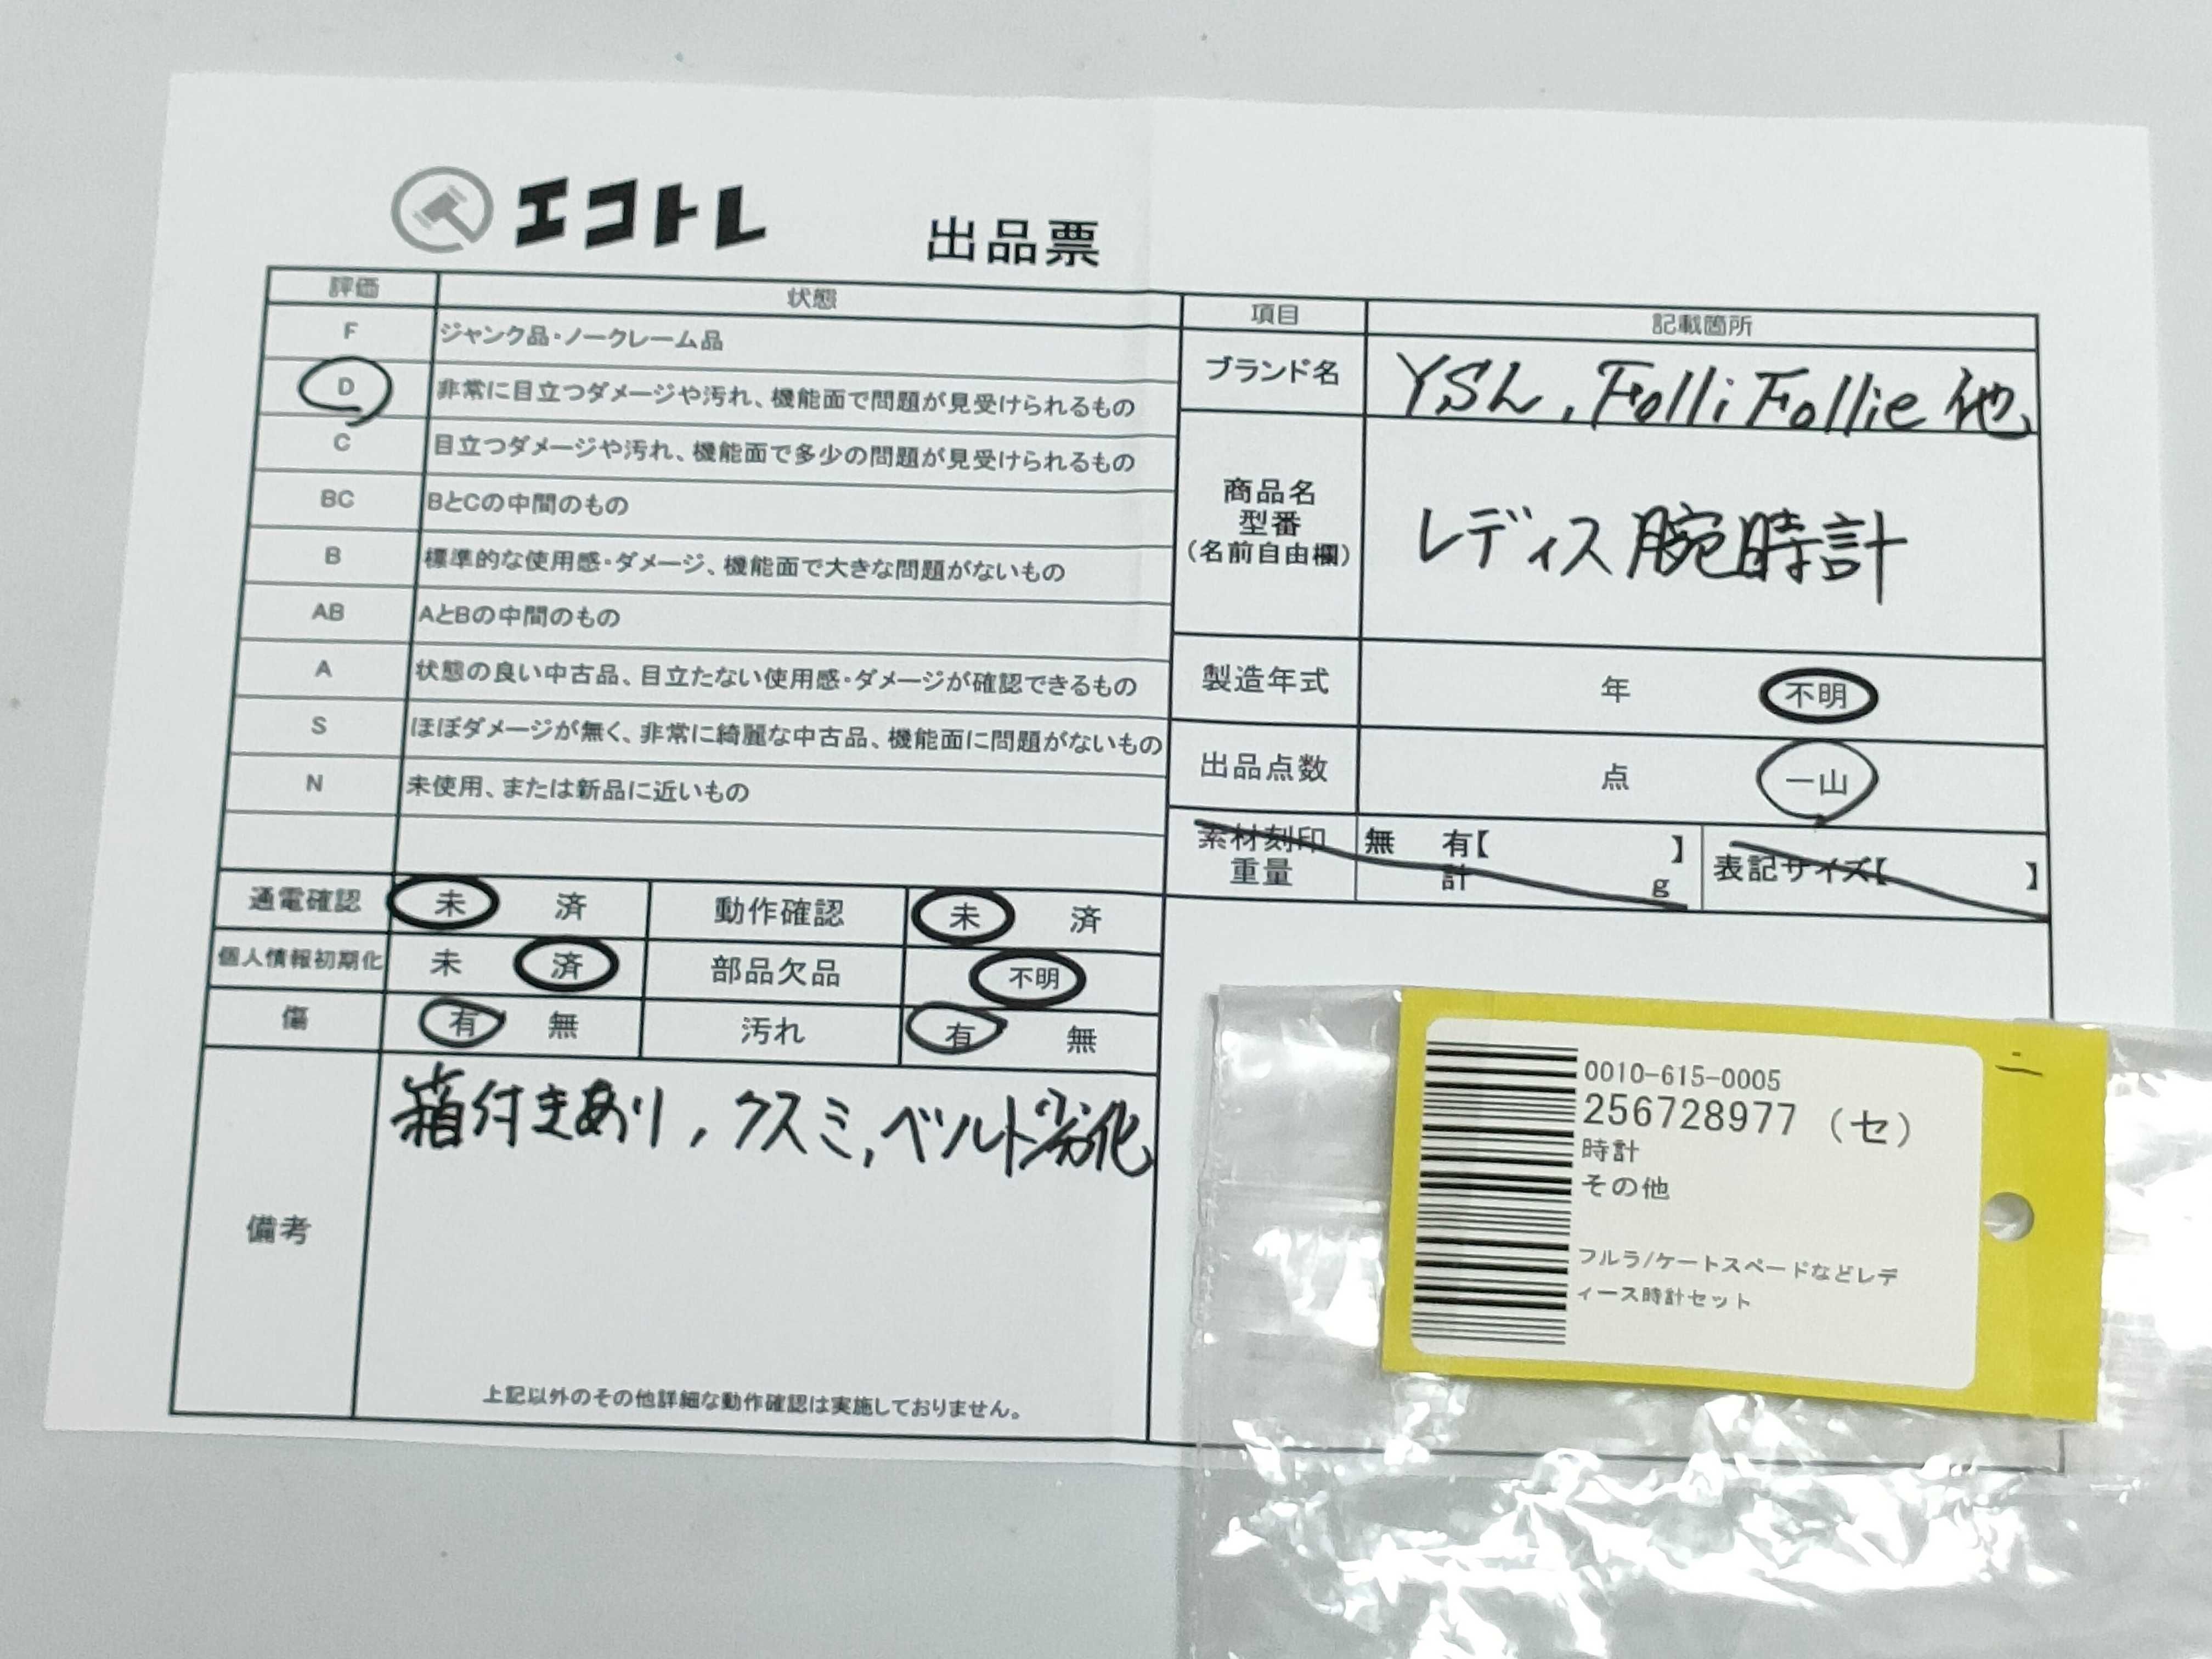 エコトレ
出品票
評価 状態
F ジャンク品・ノークレーム品
D 非常に目立つダメージや汚れ、機能面で問題が見受けられるもの
C 目立つダメージや汚れ、機能面で多少の問題が見受けられるもの
BC BとCの中間のもの
B 標準的な使用感・ダメージ、機能面で大きな問題がないもの
AB AとBの中間のもの
A 状態の良い中古品、目立たない使用感・ダメージが確認できるもの
S ほぼダメージが無く、非常に綺麗な中古品、機能面に問題がないもの
N 未使用、または新品に近いもの
通電確認 未 済 動作確認 未 済
個人情報初期化 未 済 部品欠品 不明
傷 有 無 汚れ 有 無
備考
箱付きあり, クスミ, ベルト劣化
上記以外のその他詳細な動作確認は実施しておりません。
項目 記載箇所
ブランド名 YSL, Folli Follie 他
商品名
型番
(名前自由欄)
レディス腕時計
製造年式 年 不明
出品点数 点 一山
素材刻印 無 有【 】 表記サイズ【 】
重量 計 g
0010-615-0005
256728977 (セ)
時計
その他
フルラ/ケートスペードなどレデ
ィース時計セット